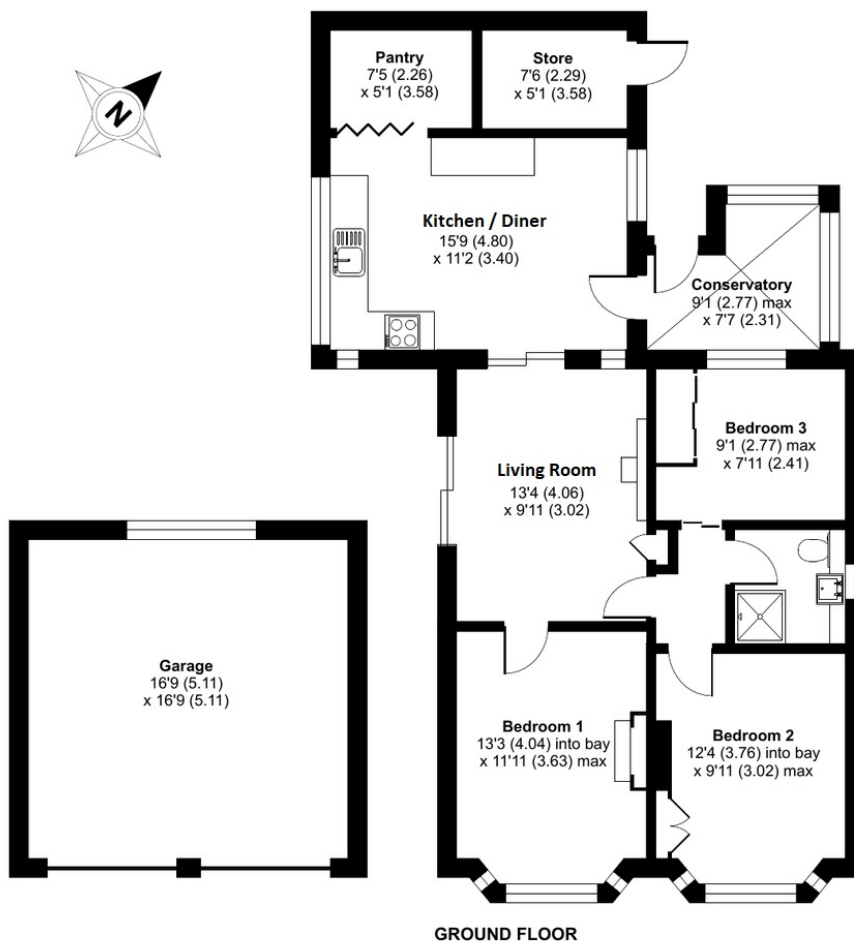 Pantry
7'5 (2.26)
x 5'1 (3.58)
Store
7'6 (2.29)
x 5'1 (3.58)
N
Kitchen / Diner
15'9 (4.80)
x 11'2 (3.40)
Conservatory
9'1 (2.77) max
x 7'7 (2.31)
Bedroom 3
9'1 (2.77) max
x 7'11 (2.41)
Living Room
13'4 (4.06)
x 9'11 (3.02)
Garage
16'9 (5.11)
x 16'9 (5.11)
Bedroom 1
13'3 (4.04) into bay
x 11'11 (3.63) max
Bedroom 2
12'4 (3.76) into bay
x 9'11 (3.02) max
GROUND FLOOR